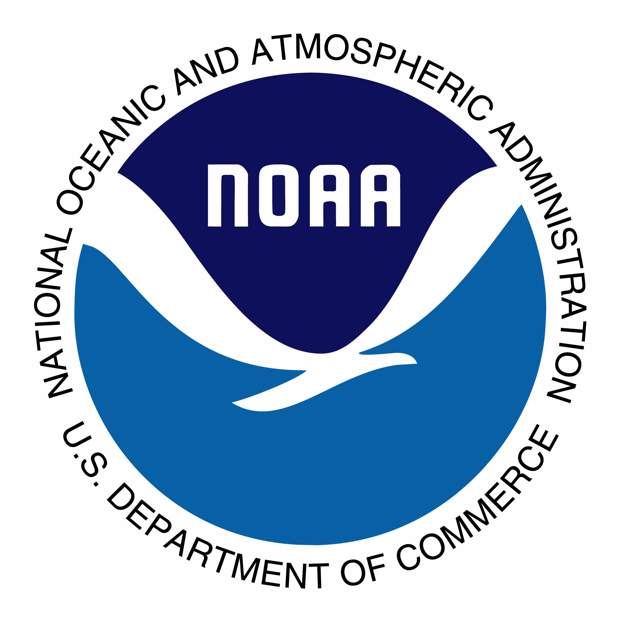 NATIONAL OCEANIC AND ATMOSPHERIC ADMINISTRATION
NOAA
U.S. DEPARTMENT OF COMMERCE